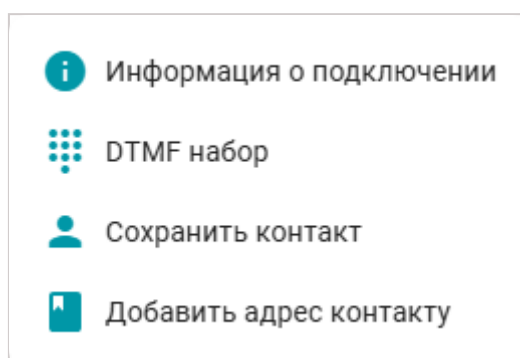 Информация о подключении
DTMF набор
Сохранить контакт
Добавить адрес контакту